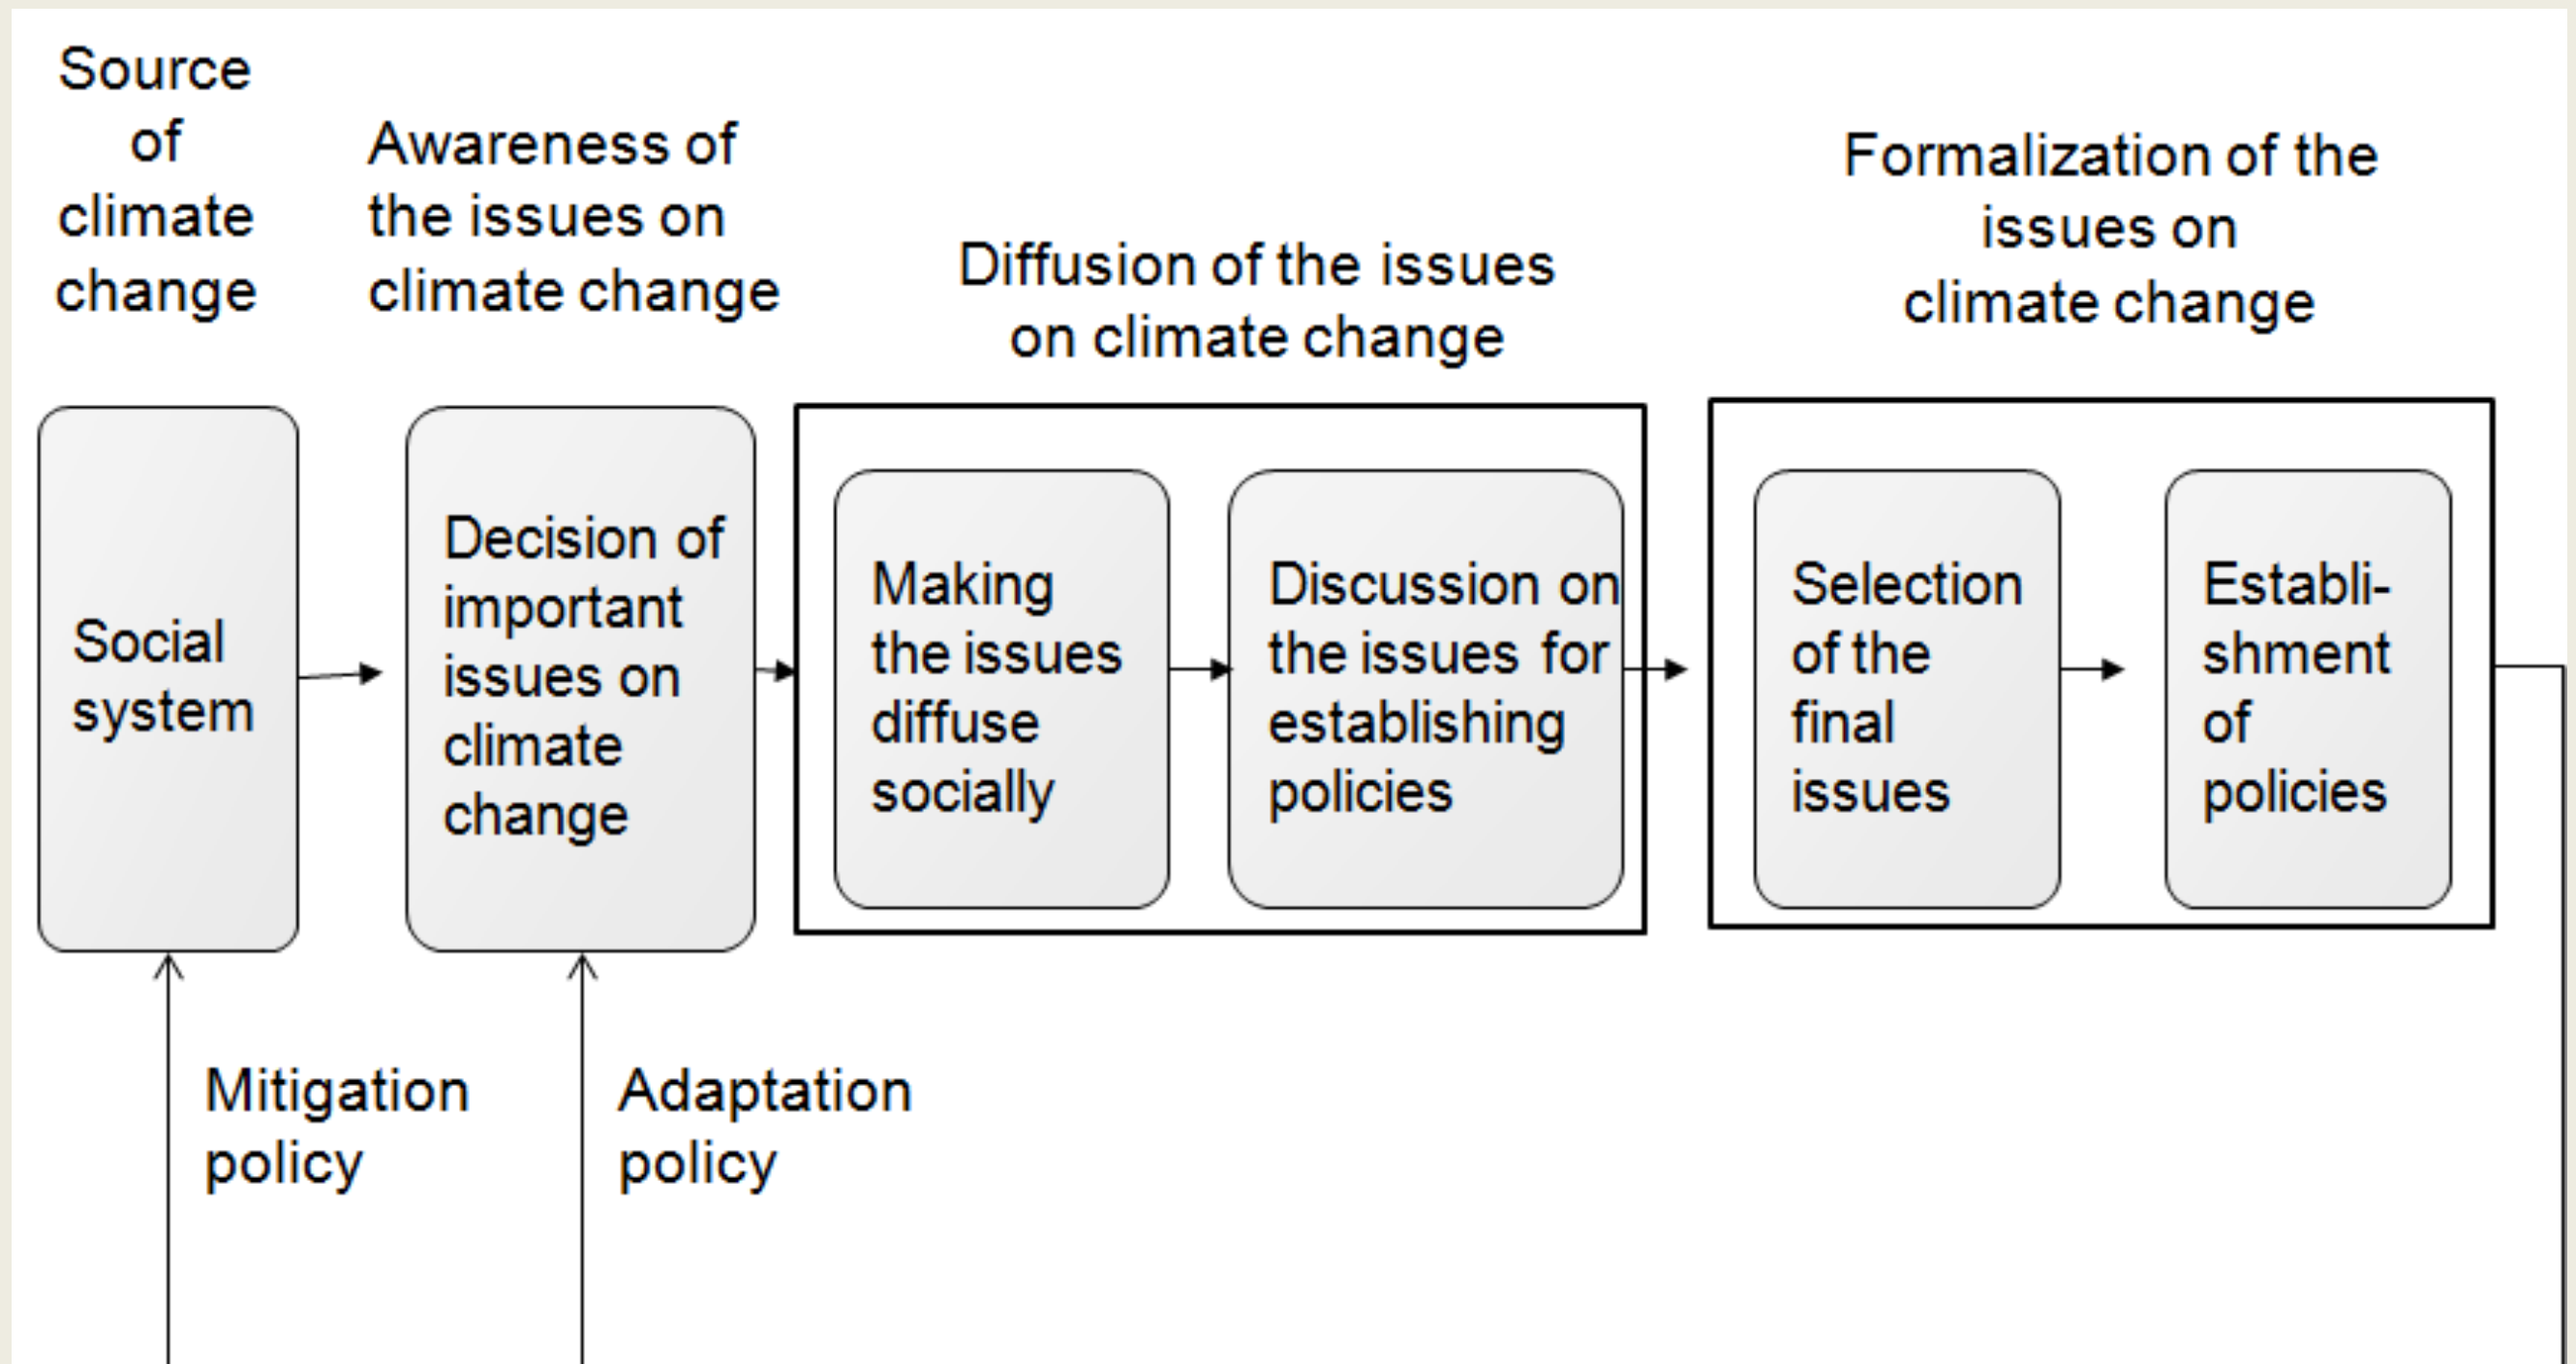 Source
of
climate
change
Awareness of
the issues on
climate change
Diffusion of the issues
on climate change
Formalization of the
issues on
climate change
Social
system
Decision of
important
issues on
climate
change
Making
the issues
diffuse
socially
Discussion on
the issues for
establishing
policies
Selection
of the
final
issues
Establi-
shment
of
policies
Mitigation
policy
Adaptation
policy